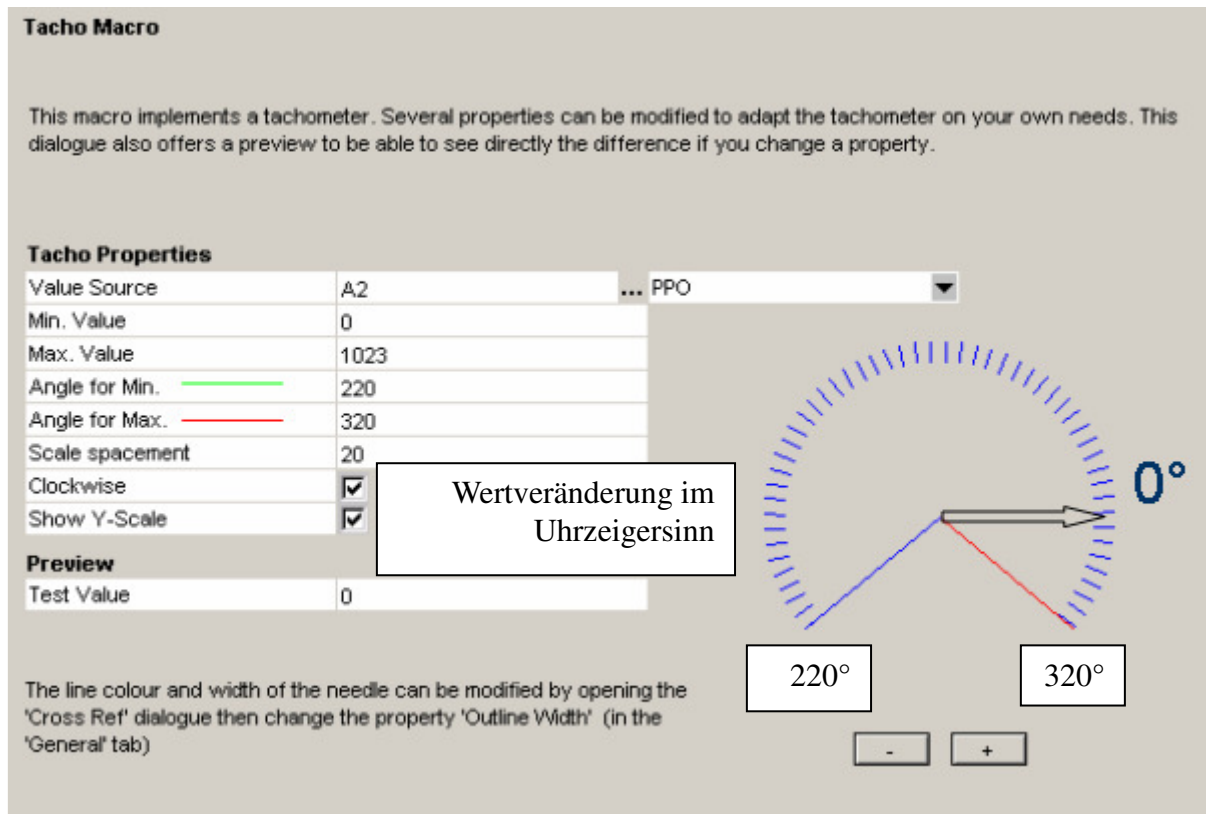 Tacho Macro
This macro implements a tachometer. Several properties can be modified to adapt the tachometer on your own needs. This
dialogue also offers a preview to be able to see directly the difference if you change a property.
Tacho Properties
Value Source A2 ... PPO
Min. Value 0
Max. Value 1023
Angle for Min. 220
Angle for Max. 320
Scale spacement 20
Clockwise
Show Y-Scale
Wertveränderung im
Uhrzeigersinn
0°
Preview
Test Value 0
220°
320°
The line colour and width of the needle can be modified by opening the
'Cross Ref' dialogue then change the property 'Outline Width' (in the
'General' tab)
- +